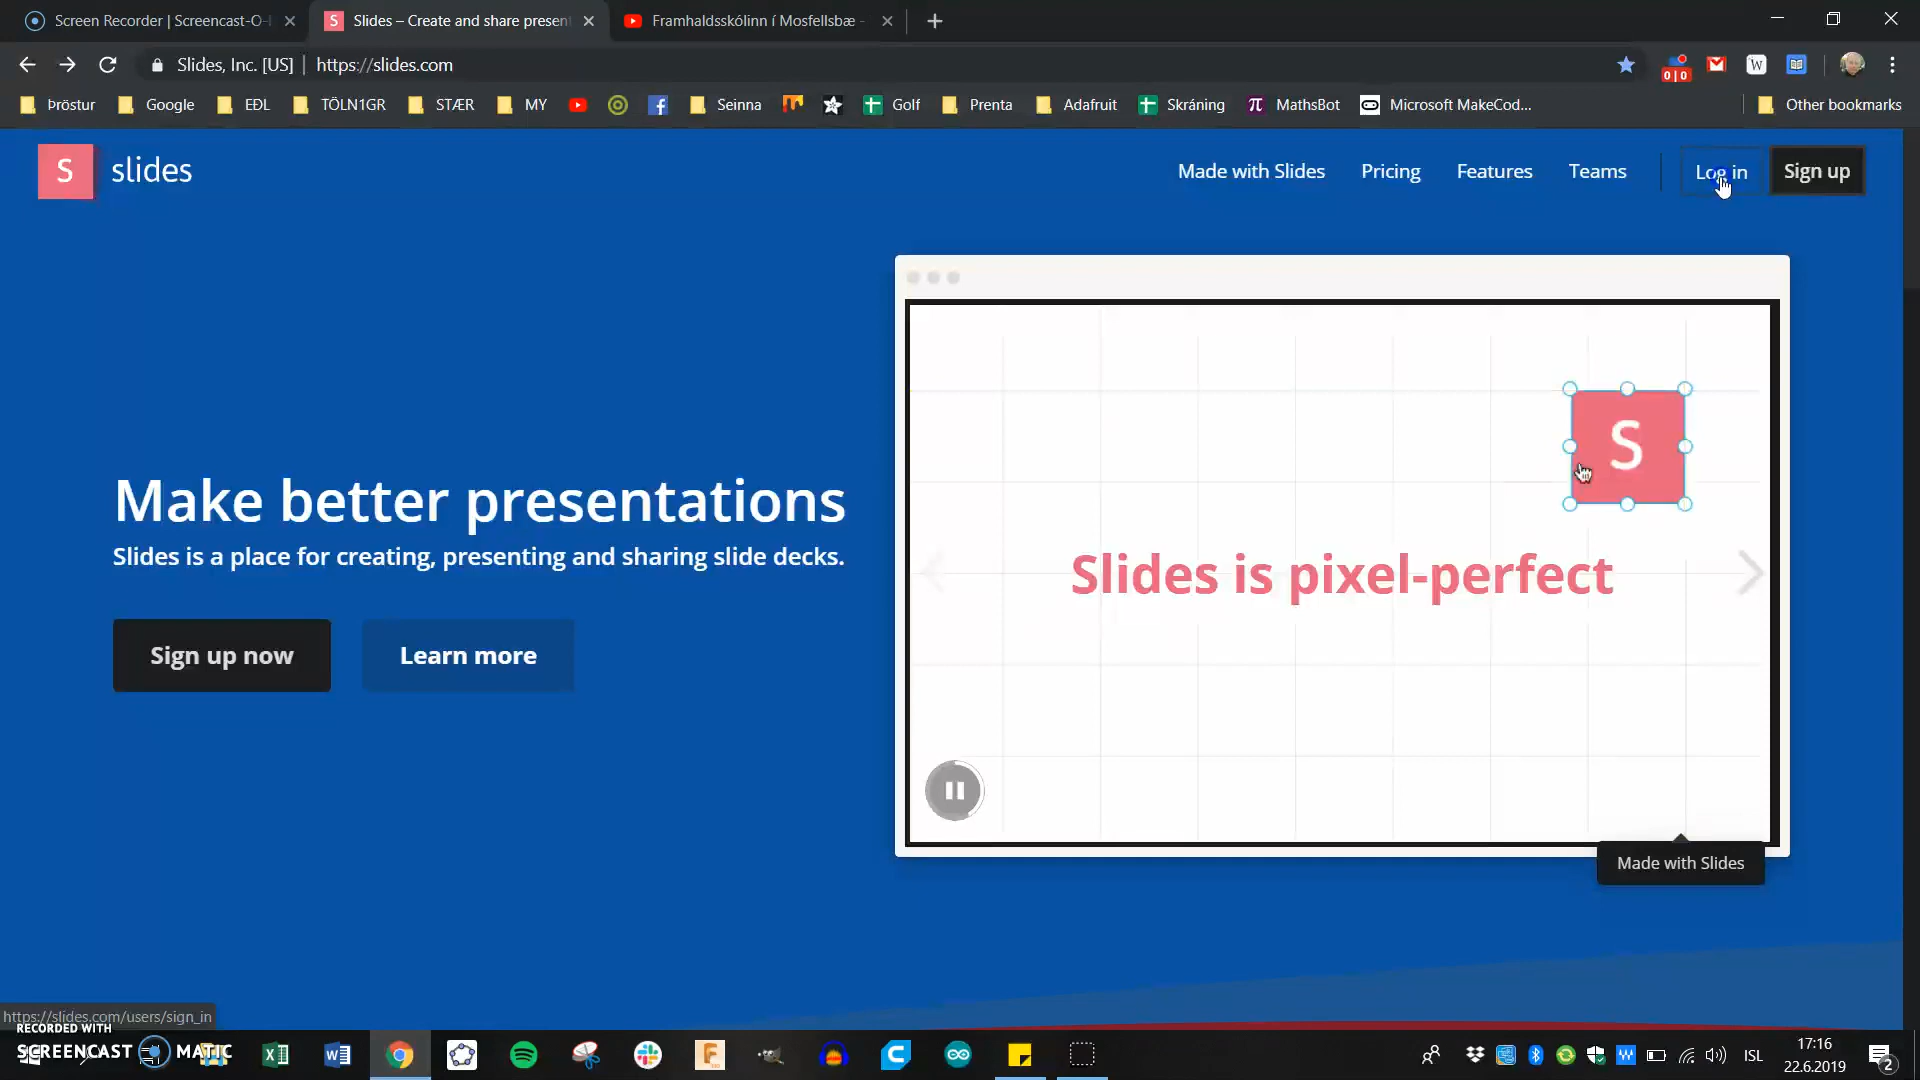 Screen Recorder | Screencast-O-
Slides – Create and share present
Framhaldsskólinn í Mosfellsbæ -
Slides, Inc. [US] | https://slides.com
0|0
W
Þróstur
Google
EÐL
TÖLN1GR
STÆR
MY
Seinna
Golf
Prenta
Adafruit
Skráning
π MathsBot
Microsoft MakeCod...
Other bookmarks
S slides
Made with Slides
Pricing
Features
Teams
Log in
Sign up
S
Make better presentations
Slides is pixel-perfect
Slides is a place for creating, presenting and sharing slide decks.
Sign up now
Learn more
Made with Slides
https://slides.com/users/sign_in
RECORDED WITH
SCREENCAST MATIC
ISL
17:16
22.6.2019
2